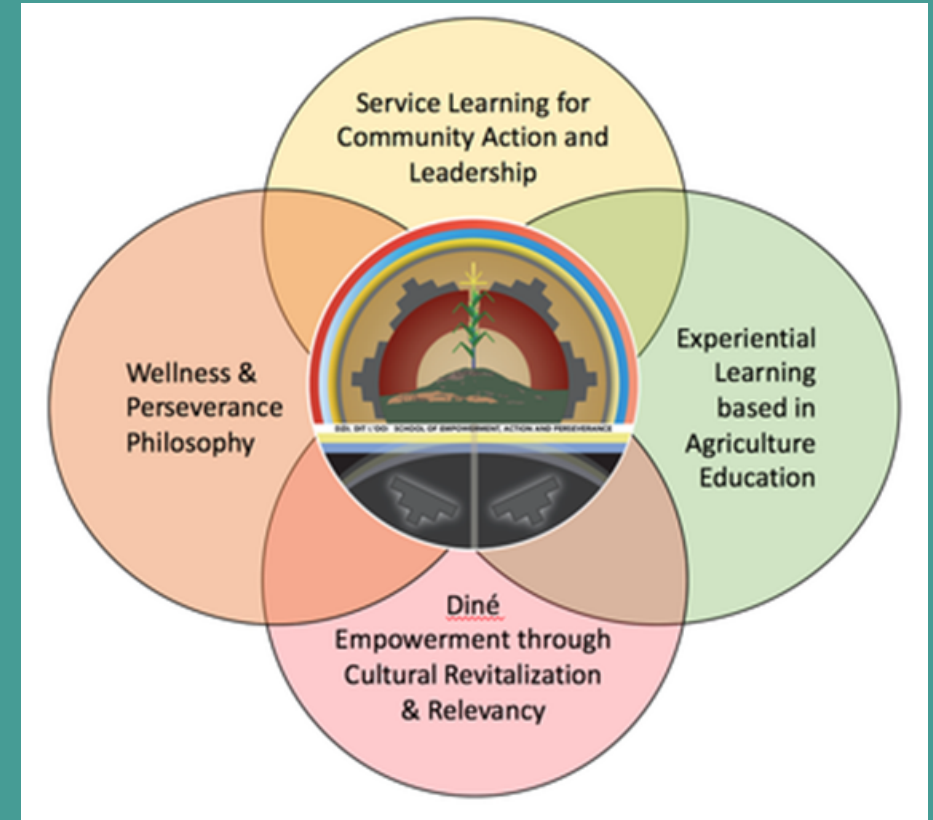 Service Learning for
Community Action and
Leadership
Wellness &
Perseverance
Philosophy
Experiential
Learning
based in
Agriculture
Education
SCHOOL OF EMPOWERMENT, ACTION AND PERSEVERANCE
Diné
Empowerment through
Cultural Revitalization
& Relevancy